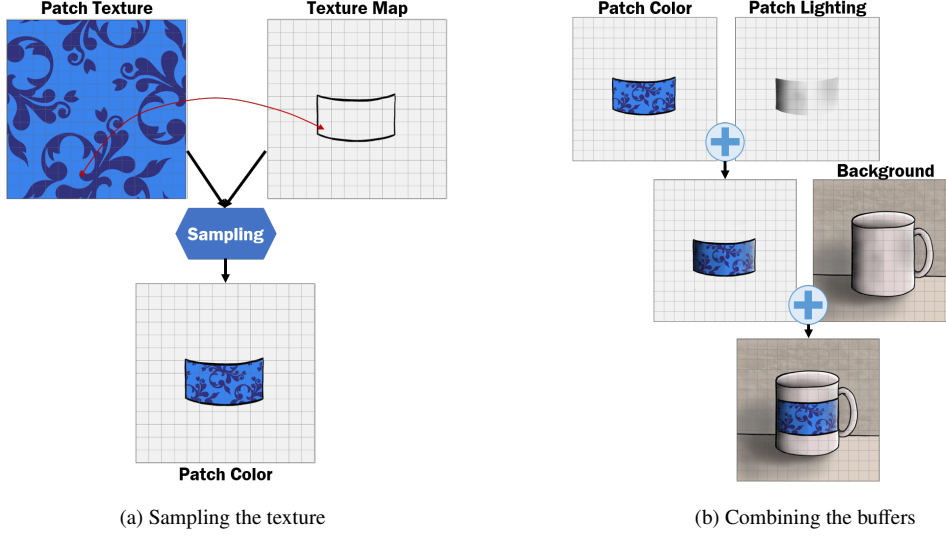 Patch Texture
Texture Map
Sampling
Patch Color
(a) Sampling the texture
Patch Color
Patch Lighting
Background
(b) Combining the buffers